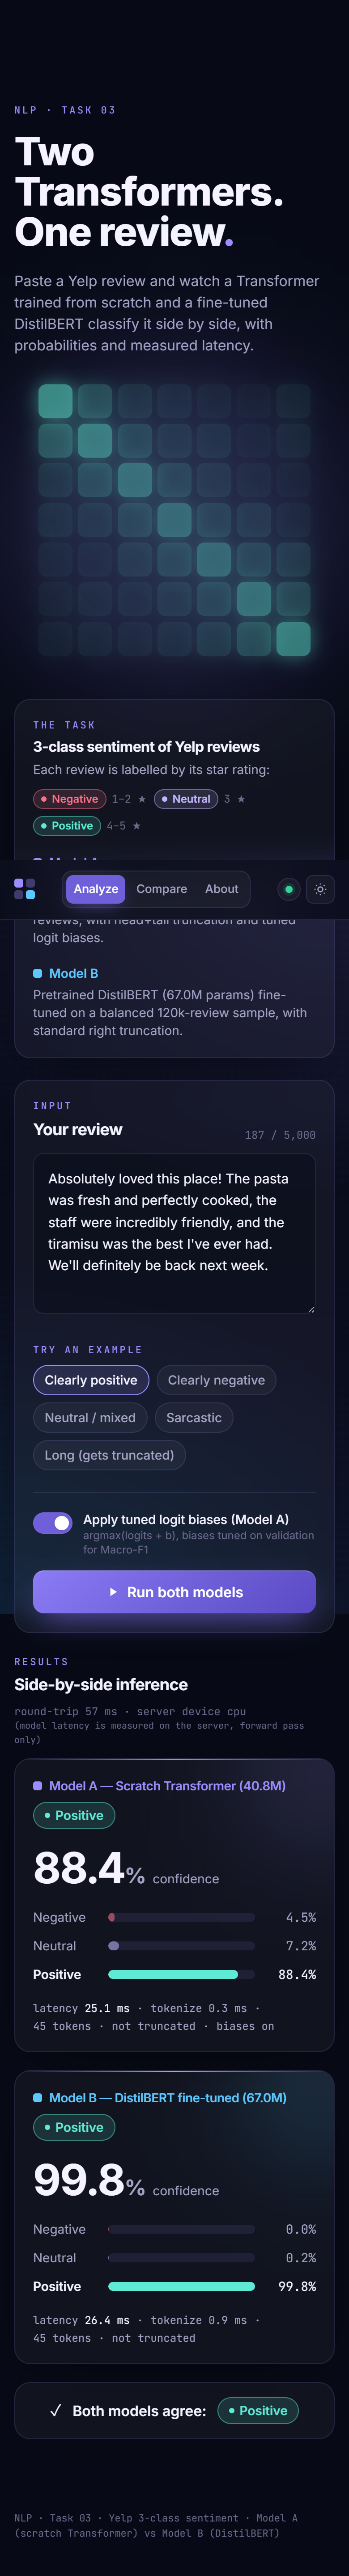 NLP · TASK 03
Two
Transformers.
One review.
Paste a Yelp review and watch a Transformer
trained from scratch and a fine-tuned
DistilBERT classify it side by side, with
probabilities and measured latency.
THE TASK
3-class sentiment of Yelp reviews
Each review is labelled by its star rating:
Negative 1–2 ★ Neutral 3 ★
Positive 4–5 ★
Analyze Compare About
reviews, with head+tail truncation and tuned
logit biases.
Model B
Pretrained DistilBERT (67.0M params) fine-
tuned on a balanced 120k-review sample, with
standard right truncation.
INPUT
Your review 187 / 5,000
Absolutely loved this place! The pasta
was fresh and perfectly cooked, the
staff were incredibly friendly, and the
tiramisu was the best I've ever had.
We'll definitely be back next week.
TRY AN EXAMPLE
Clearly positive Clearly negative
Neutral / mixed Sarcastic
Long (gets truncated)
Apply tuned logit biases (Model A)
argmax(logits + b), biases tuned on validation
for Macro-F1
Run both models
RESULTS
Side-by-side inference
round-trip 57 ms · server device cpu
(model latency is measured on the server, forward pass
only)
Model A — Scratch Transformer (40.8M)
Positive
88.4% confidence
Negative 4.5%
Neutral 7.2%
Positive 88.4%
latency 25.1 ms · tokenize 0.3 ms ·
45 tokens · not truncated · biases on
Model B — DistilBERT fine-tuned (67.0M)
Positive
99.8% confidence
Negative 0.0%
Neutral 0.2%
Positive 99.8%
latency 26.4 ms · tokenize 0.9 ms ·
45 tokens · not truncated
✓ Both models agree: Positive
NLP · Task 03 · Yelp 3-class sentiment · Model A
(scratch Transformer) vs Model B (DistilBERT)